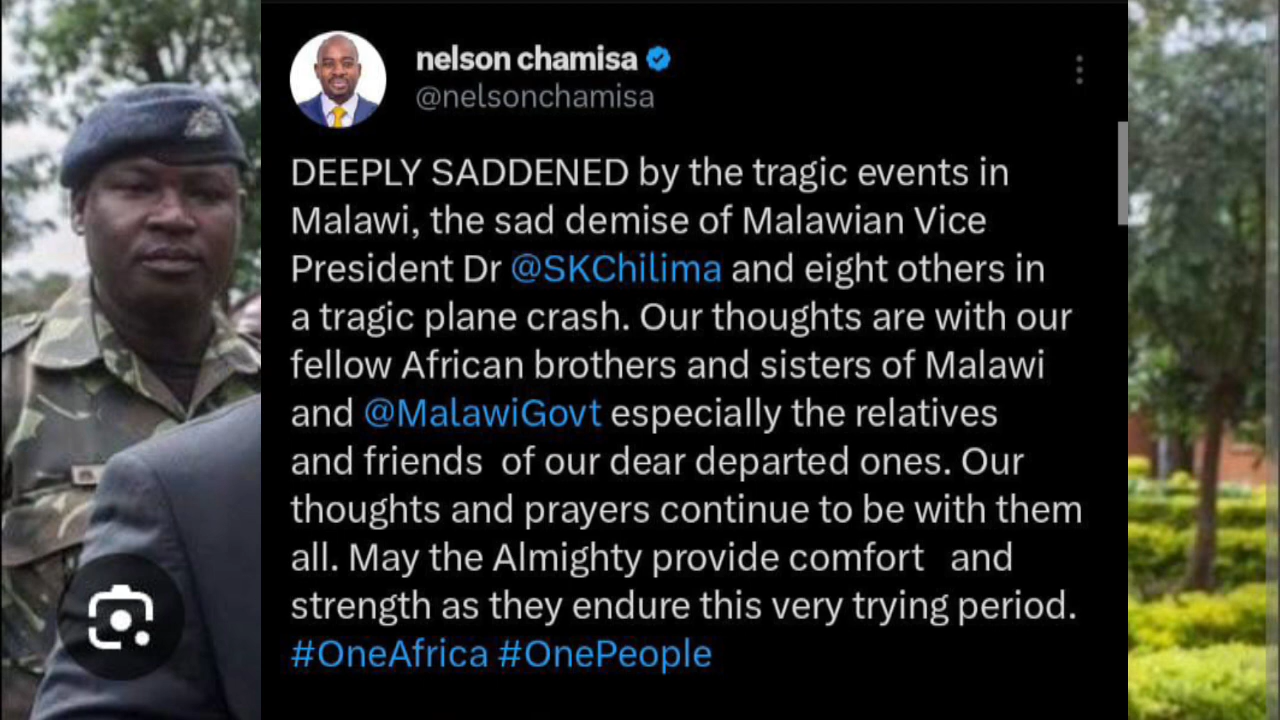 nelson chamisa
@nelsonchamisa
DEEPLY SADDENED by the tragic events in
Malawi, the sad demise of Malawian Vice
President Dr @SKChilima and eight others in
a tragic plane crash. Our thoughts are with our
fellow African brothers and sisters of Malawi
and @MalawiGovt especially the relatives
and friends  of our dear departed ones. Our
thoughts and prayers continue to be with them
all. May the Almighty provide comfort   and
strength as they endure this very trying period.
#OneAfrica #OnePeople